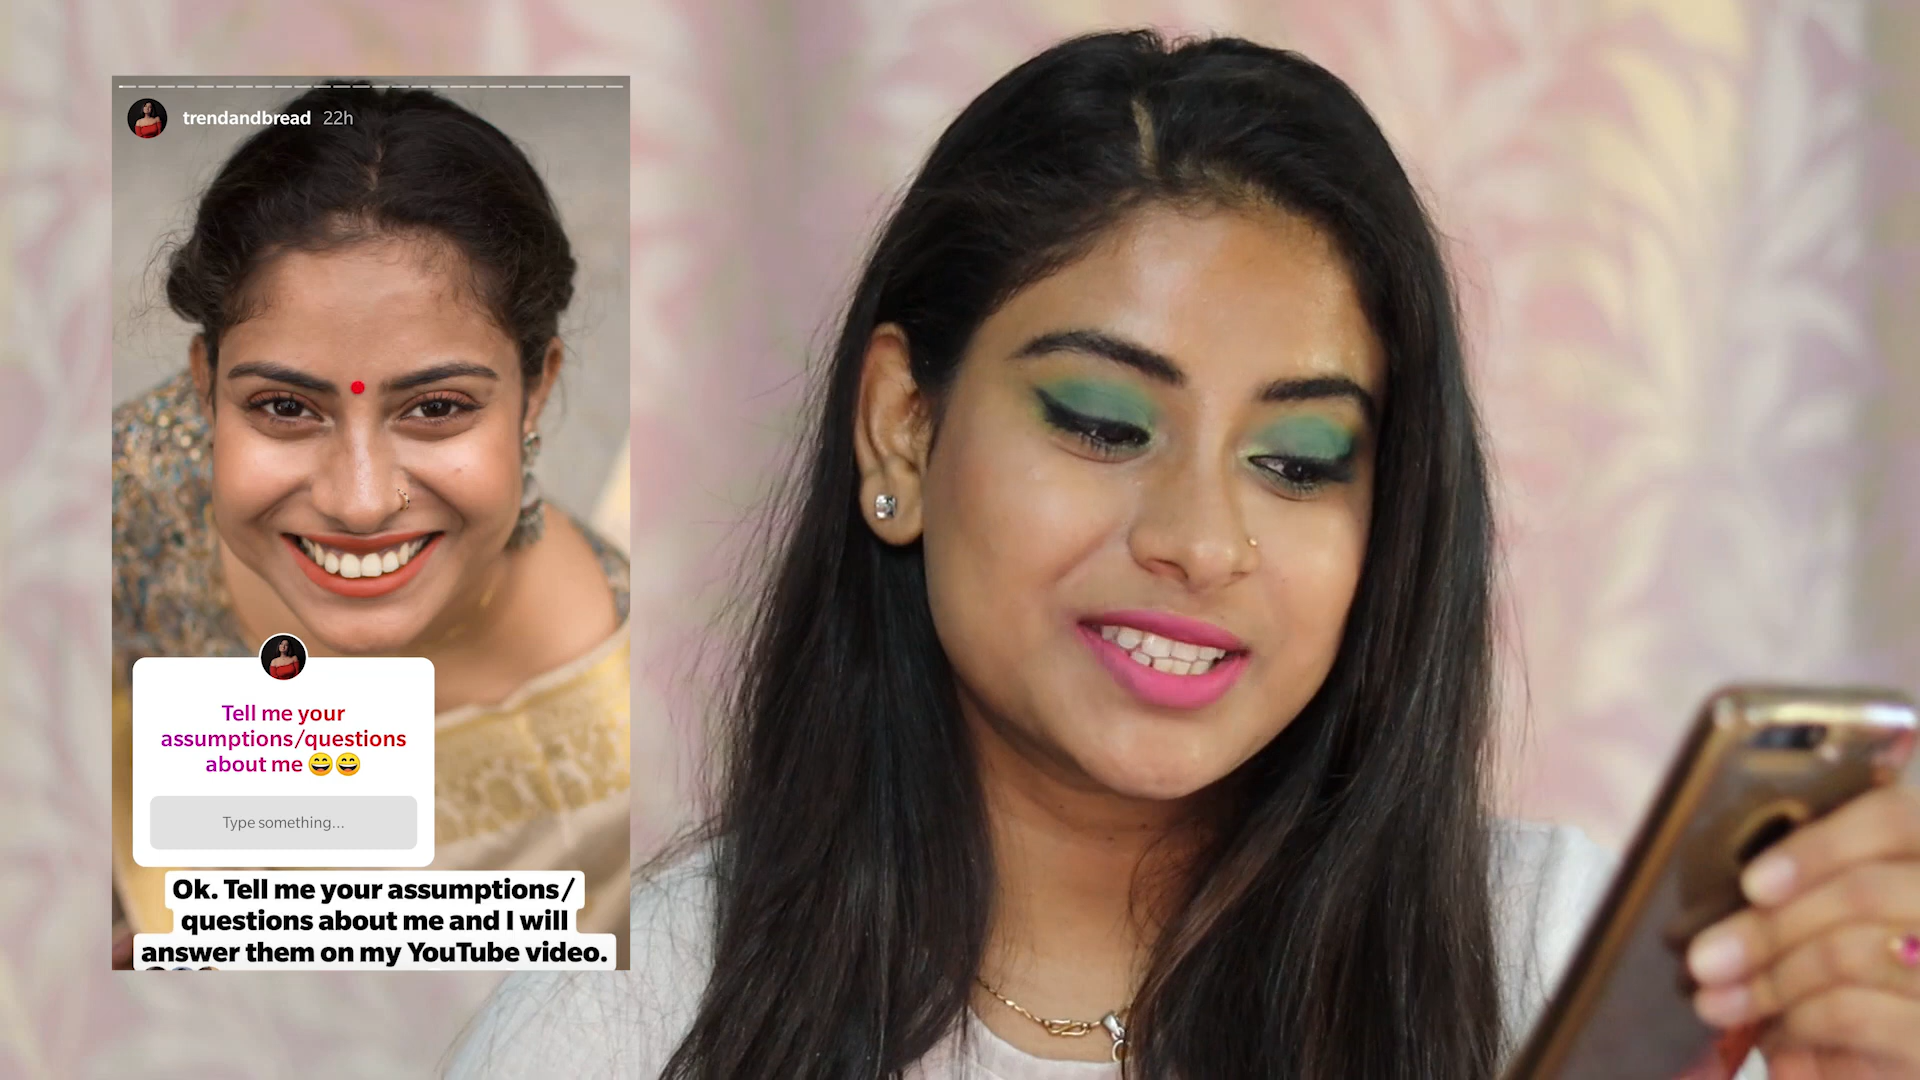 trendandbread 22h
Tell me your
assumptions/questions
about me 😄😄
Type something...
Ok. Tell me your assumptions/
questions about me and I will
answer them on my YouTube video.